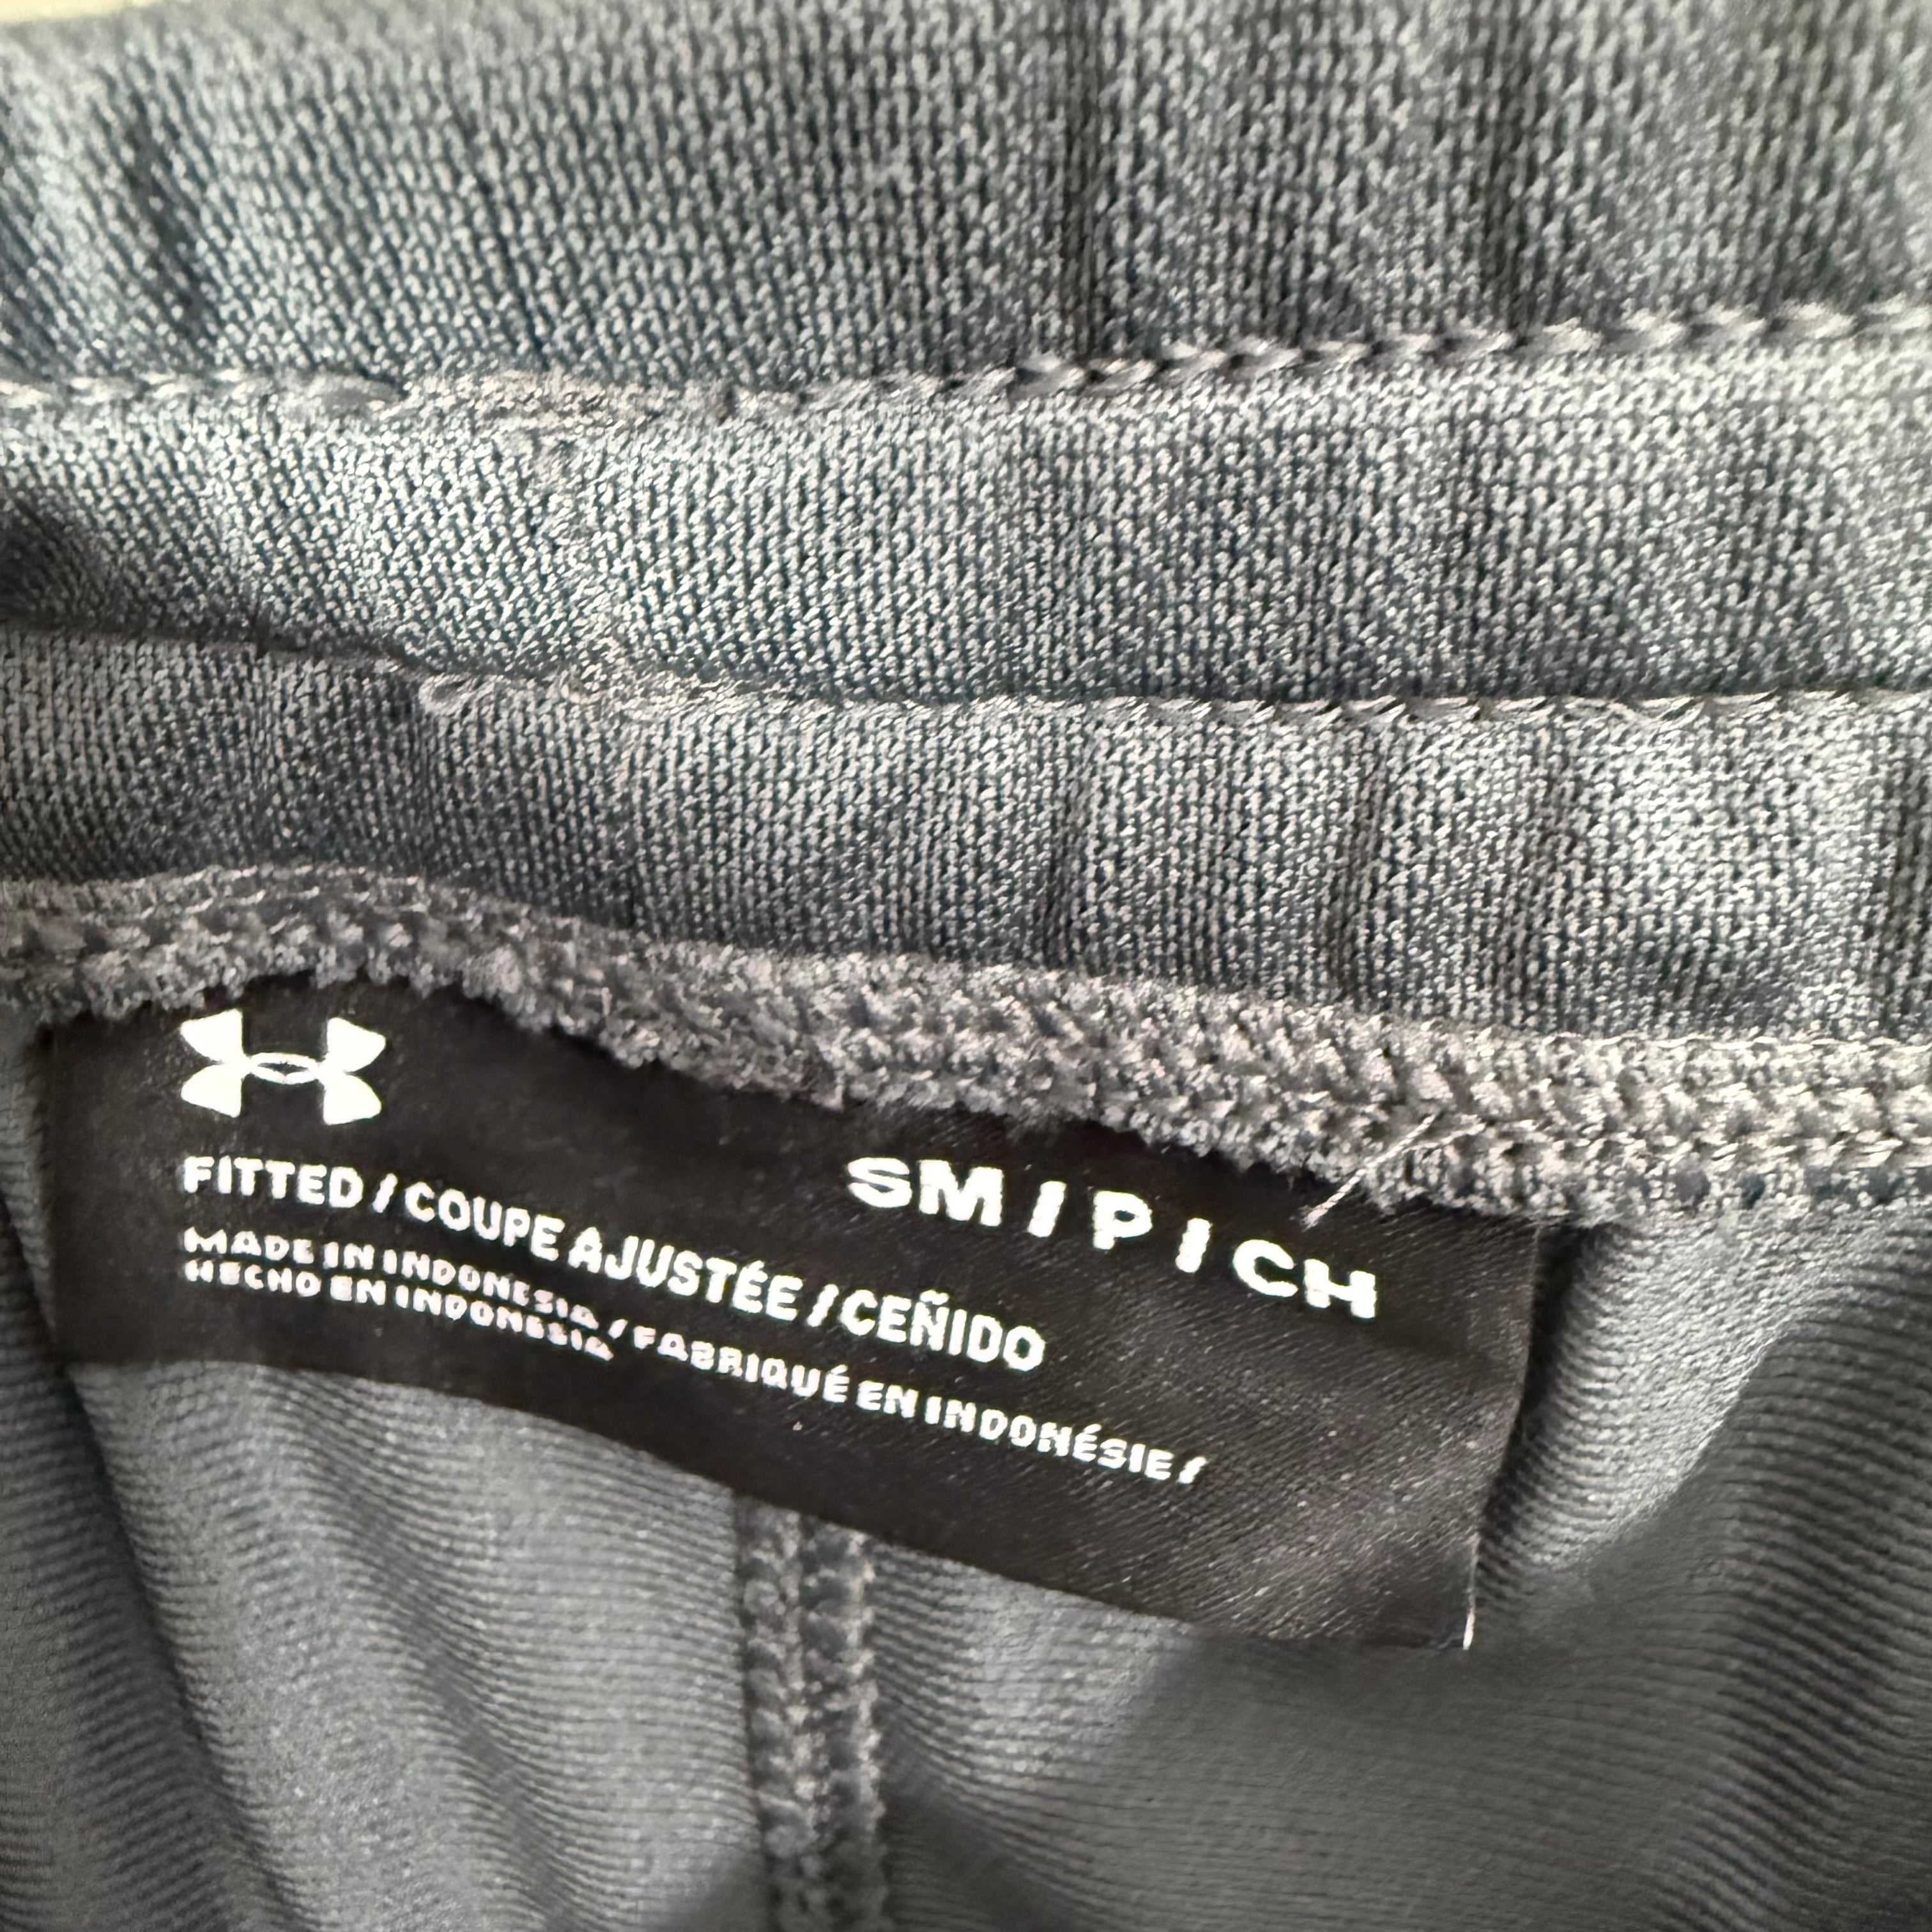 SM / P / CH
FITTED / COUPE AJUSTÉE / CEÑIDO
MADE IN INDONESIA / FABRIQUÉ EN INDONÉSIE /
HECHO EN INDONESIA